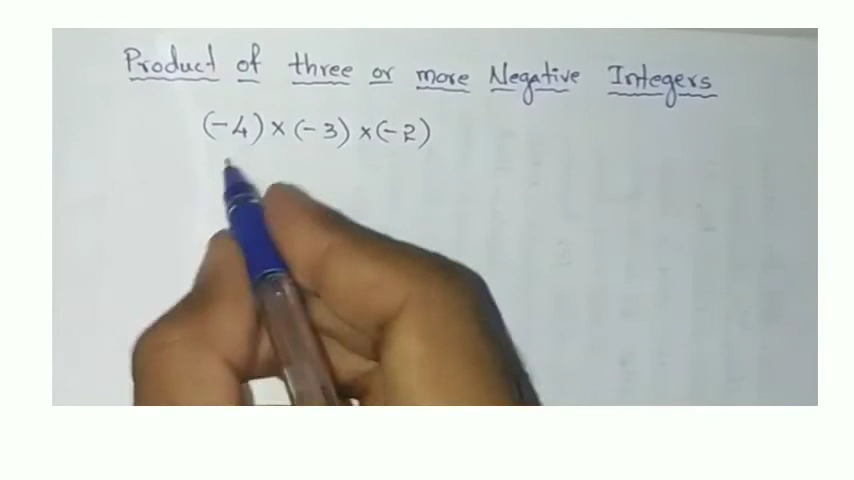 Product of three or more Negative Integers
(-4) × (-3) × (-2)